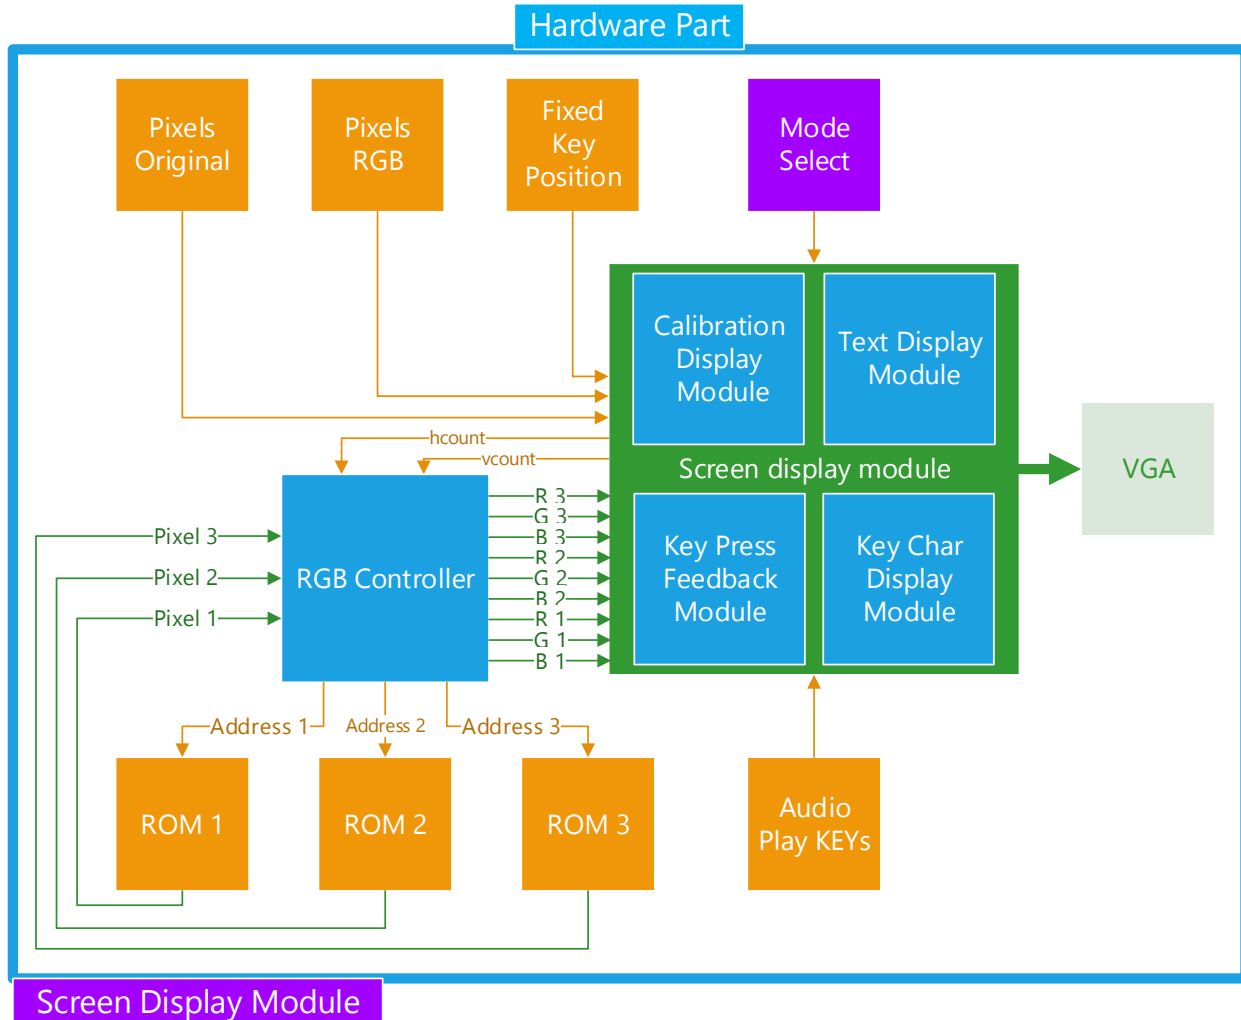 Hardware Part
Pixels
Original
Pixels
RGB
Fixed
Key
Position
Mode
Select
Calibration
Display
Module
Text Display
Module
hcount
vcount
Screen display module
VGA
R 3
G 3
B 3
R 2
G 2
B 2
R 1
G 1
B 1
Pixel 3
Pixel 2
Pixel 1
RGB Controller
Key Press
Feedback
Module
Key Char
Display
Module
Address 1
Address 2
Address 3
ROM 1
ROM 2
ROM 3
Audio
Play KEYs
Screen Display Module